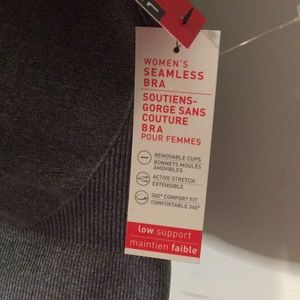 WOMEN'S
SEAMLESS
BRA
SOUTIENS-
GORGE SANS
COUTURE
BRA
POUR FEMMES
REMOVABLE CUPS
BONNETS MOULÉS
AMOVIBLES
ACTIVE STRETCH
EXTENSIBLE
360° COMFORT FIT
CONFORTABLE 360°
low support
maintien faible